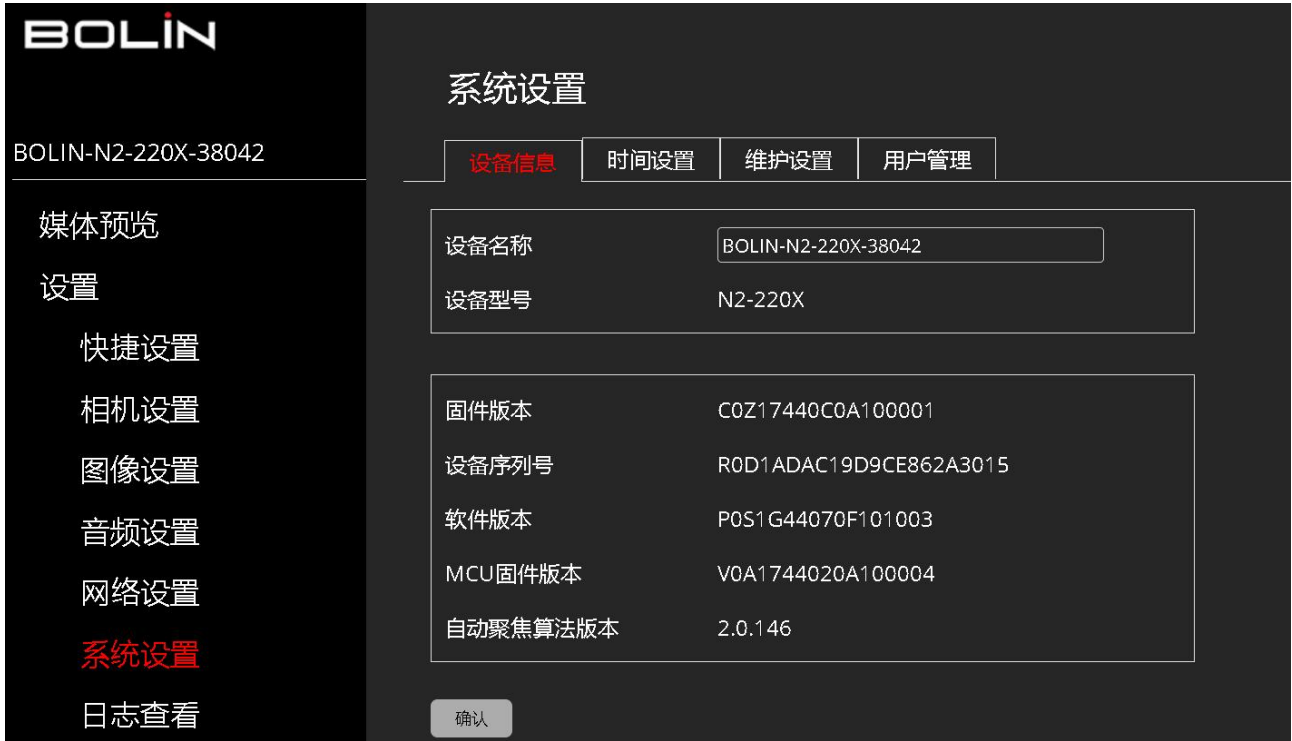 BOLIN
BOLIN-N2-220X-38042
媒体预览
设置
快捷设置
相机设置
图像设置
音频设置
网络设置
系统设置
日志查看
系统设置
设备信息 时间设置 维护设置 用户管理
设备名称 BOLIN-N2-220X-38042
设备型号 N2-220X
固件版本 C0Z17440C0A100001
设备序列号 R0D1ADAC19D9CE862A3015
软件版本 P0S1G44070F101003
MCU固件版本 V0A1744020A100004
自动聚焦算法版本 2.0.146
确认